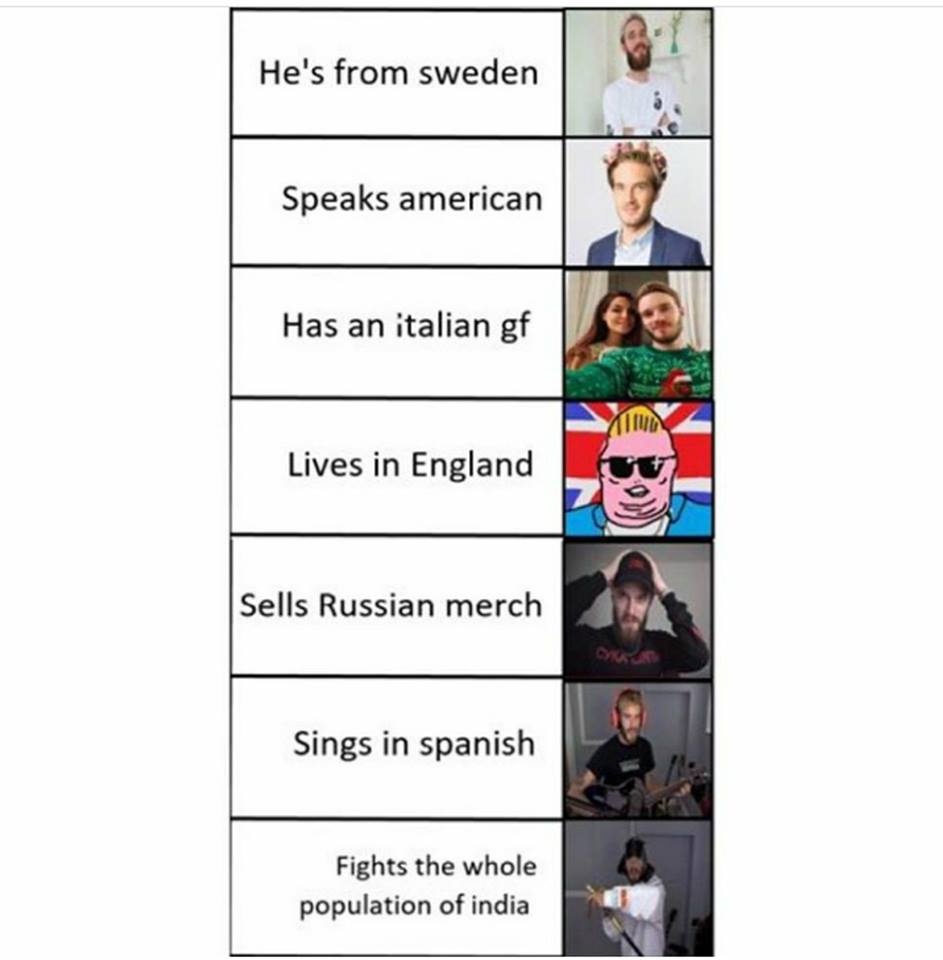 He's from sweden
Speaks american
Has an italian gf
Lives in England
Sells Russian merch
Sings in spanish
Fights the whole
population of india